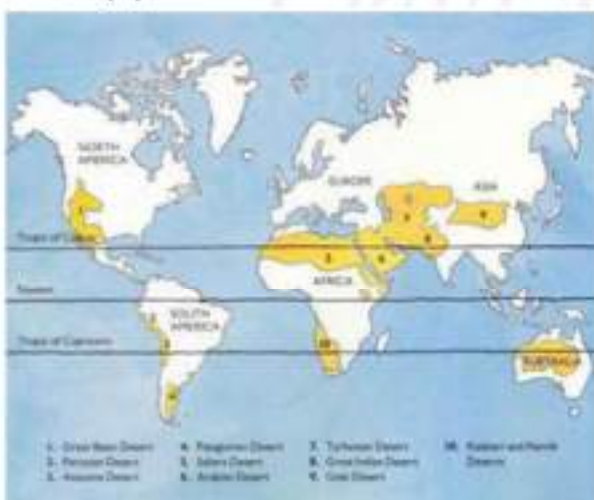 NORTH
AMERICA
EUROPE
ASIA
Tropic of Cancer
AFRICA
Equator
SOUTH
AMERICA
Tropic of Capricorn
AUSTRALIA
1. Great Basin Desert
2. Peruvian Desert
3. Atacama Desert
4. Patagonian Desert
5. Sahara Desert
6. Arabian Desert
7. Turkestan Desert
8. Great Indian Desert
9. Gobi Desert
10. Kalahari and Namib
Deserts